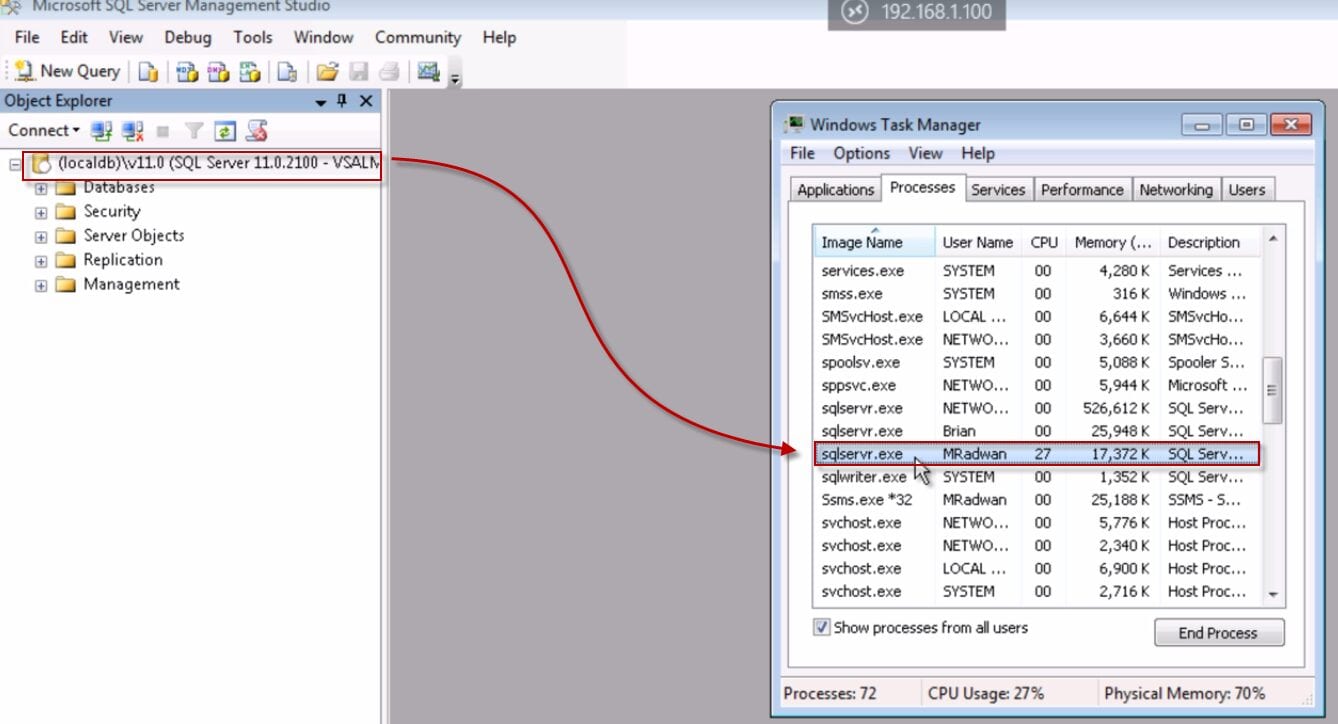 Microsoft SQL Server Management Studio
192.168.1.100
File Edit View Debug Tools Window Community Help
New Query
Object Explorer
Connect
(localdb)\v11.0 (SQL Server 11.0.2100 - VSALM
Databases
Security
Server Objects
Replication
Management
Windows Task Manager
File Options View Help
Applications Processes Services Performance Networking Users
Image Name User Name CPU Memory (... Description
services.exe SYSTEM 00 4,280 K Services ...
smss.exe SYSTEM 00 316 K Windows ...
SMSvcHost.exe LOCAL ... 00 6,644 K SMSvcHo...
SMSvcHost.exe NETWO... 00 3,660 K SMSvcHo...
spoolsv.exe SYSTEM 00 5,088 K Spooler S...
sppsvc.exe NETWO... 00 5,944 K Microsoft ...
sqlservr.exe NETWO... 00 526,612 K SQL Serv...
sqlservr.exe Brian 00 25,948 K SQL Serv...
sqlservr.exe MRadwan 27 17,372 K SQL Serv...
sqlwriter.exe SYSTEM 00 1,352 K SQL Serv...
Ssms.exe *32 MRadwan 00 25,188 K SSMS - S...
svchost.exe NETWO... 00 5,776 K Host Proc...
svchost.exe NETWO... 00 2,340 K Host Proc...
svchost.exe LOCAL ... 00 6,900 K Host Proc...
svchost.exe SYSTEM 00 2,716 K Host Proc...
Show processes from all users
End Process
Processes: 72 CPU Usage: 27% Physical Memory: 70%